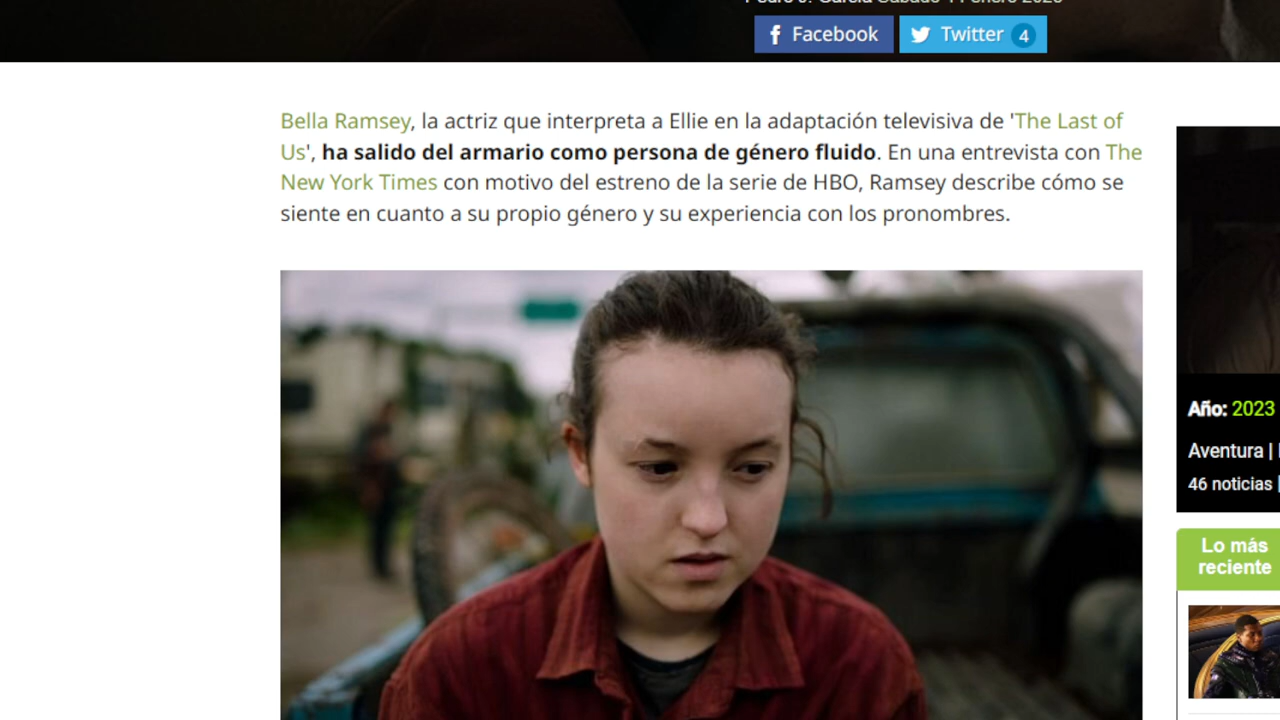 Facebook
Twitter 4
Bella Ramsey, la actriz que interpreta a Ellie en la adaptación televisiva de 'The Last of
Us', ha salido del armario como persona de género fluido. En una entrevista con The
New York Times con motivo del estreno de la serie de HBO, Ramsey describe cómo se
siente en cuanto a su propio género y su experiencia con los pronombres.
Año: 2023
Aventura |
46 noticias |
Lo más
reciente